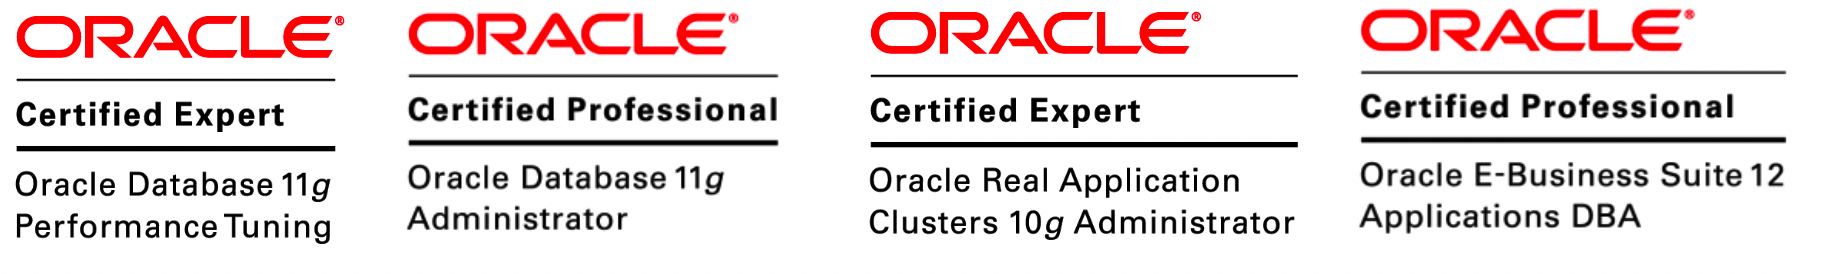 ORACLE®
Certified Expert
Oracle Database 11g
Performance Tuning
ORACLE®
Certified Professional
Oracle Database 11g
Administrator
ORACLE®
Certified Expert
Oracle Real Application
Clusters 10g Administrator
ORACLE®
Certified Professional
Oracle E-Business Suite 12
Applications DBA